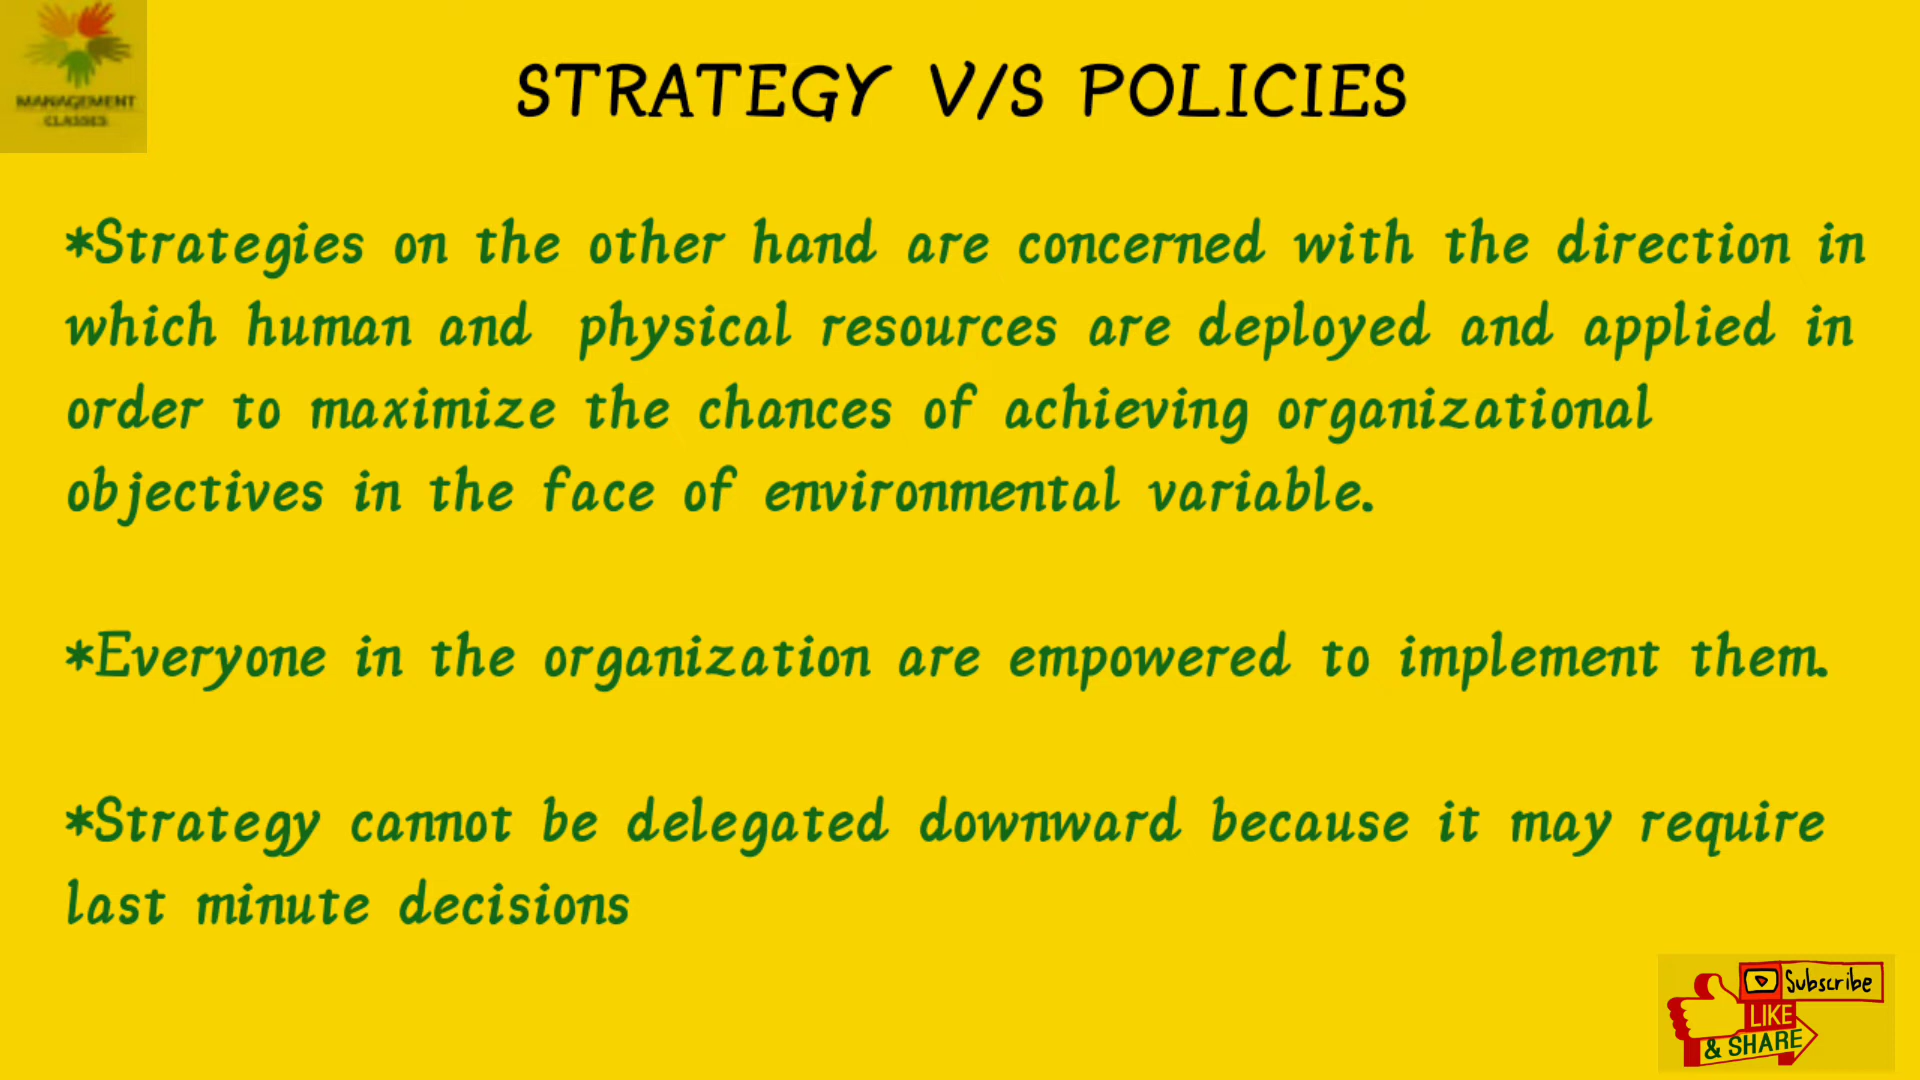 MANAGEMENT
CLASSES
STRATEGY V/S POLICIES
*Strategies on the other hand are concerned with the direction in
which human and physical resources are deployed and applied in
order to maximize the chances of achieving organizational
objectives in the face of environmental variable.
*Everyone in the organization are empowered to implement them.
*Strategy cannot be delegated downward because it may require
last minute decisions
Subscribe
LIKE
& SHARE